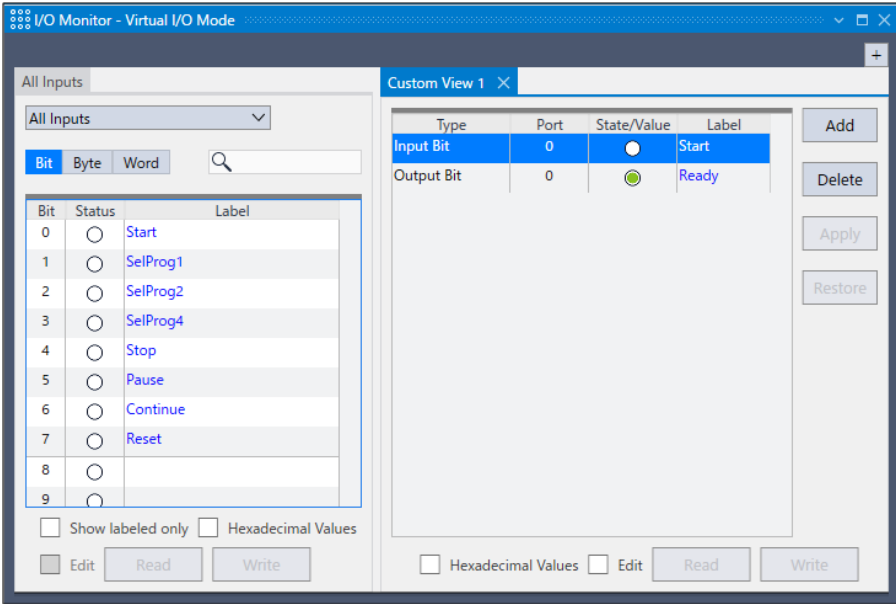 I/O Monitor - Virtual I/O Mode
+
All Inputs
All Inputs
Bit Byte Word
Bit Status Label
0 Start
1 SelProg1
2 SelProg2
3 SelProg4
4 Stop
5 Pause
6 Continue
7 Reset
8
9
Show labeled only Hexadecimal Values
Edit Read Write
Custom View 1
Type Port State/Value Label
Input Bit 0 Start
Output Bit 0 Ready
Add
Delete
Apply
Restore
Hexadecimal Values Edit Read Write